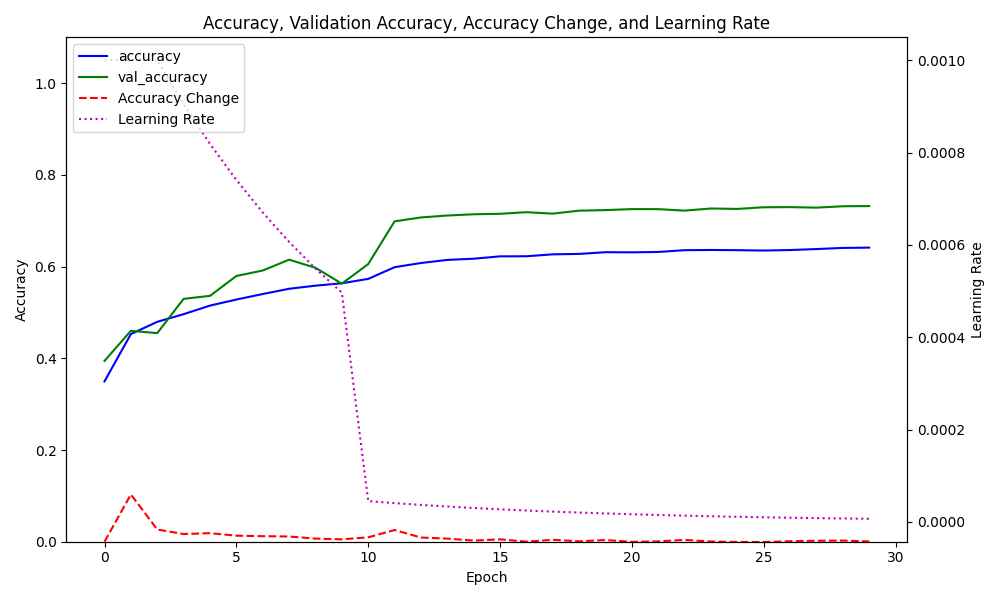 Accuracy, Validation Accuracy, Accuracy Change, and Learning Rate
accuracy
val_accuracy
Accuracy Change
Learning Rate
1.0
0.8
0.6
0.4
0.2
0.0
Accuracy
0.0010
0.0008
0.0006
0.0004
0.0002
0.0000
Learning Rate
0 5 10 15 20 25 30
Epoch